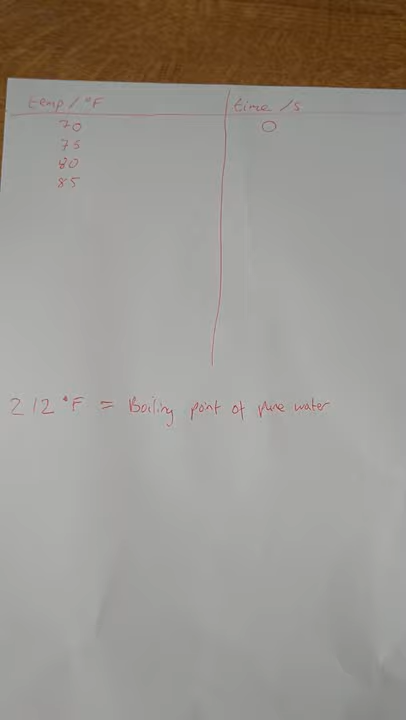 temp / °F time / s
70 0
75
80
85
212 °F = Boiling point of pure water